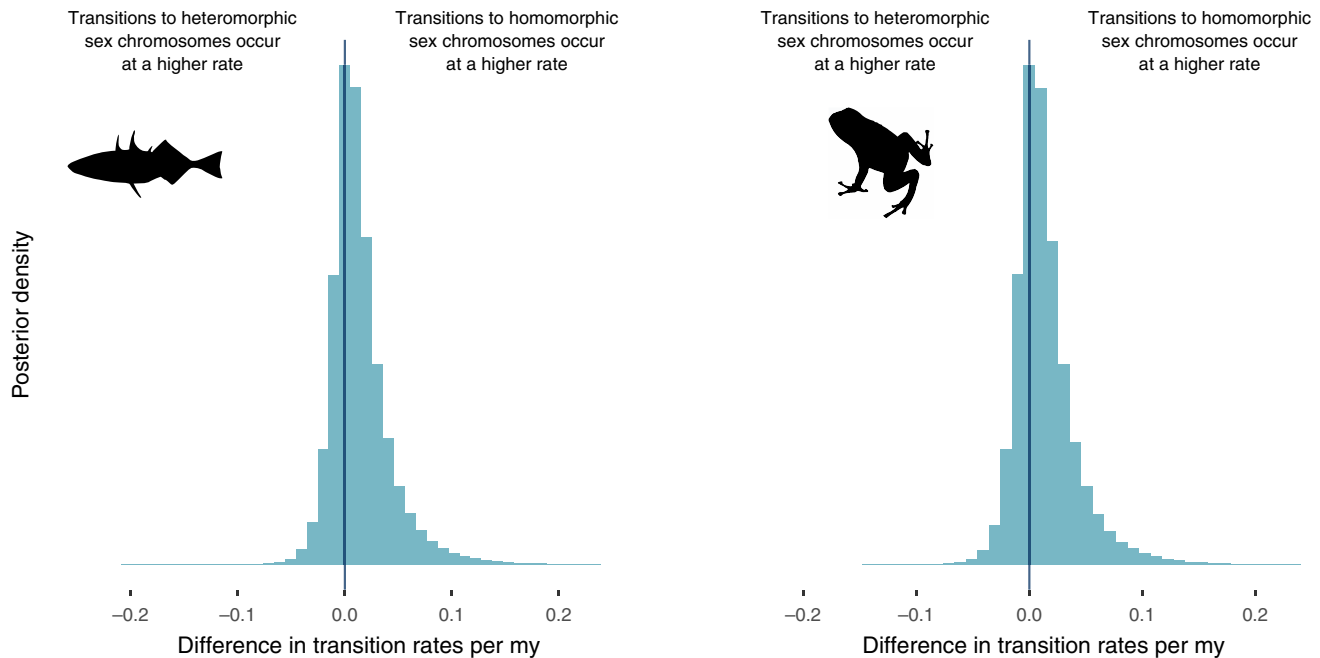 Transitions to heteromorphic
sex chromosomes occur
at a higher rate
Transitions to homomorphic
sex chromosomes occur
at a higher rate
Transitions to heteromorphic
sex chromosomes occur
at a higher rate
Transitions to homomorphic
sex chromosomes occur
at a higher rate
Posterior density
–0.2 –0.1 0.0 0.1 0.2
Difference in transition rates per my
–0.2 –0.1 0.0 0.1 0.2
Difference in transition rates per my